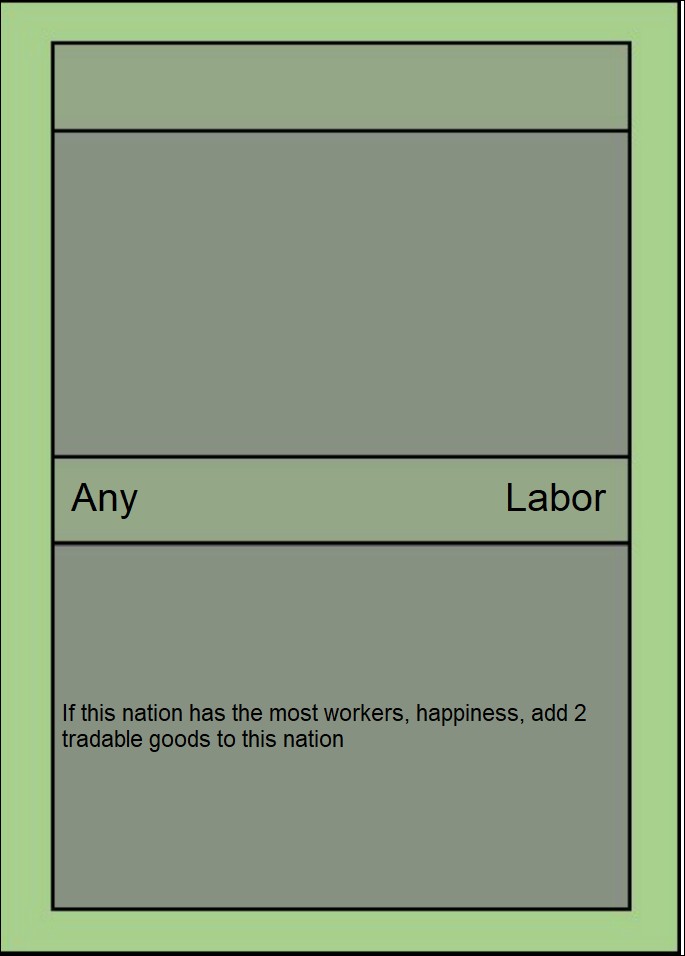 Any Labor
If this nation has the most workers, happiness, add 2
tradable goods to this nation